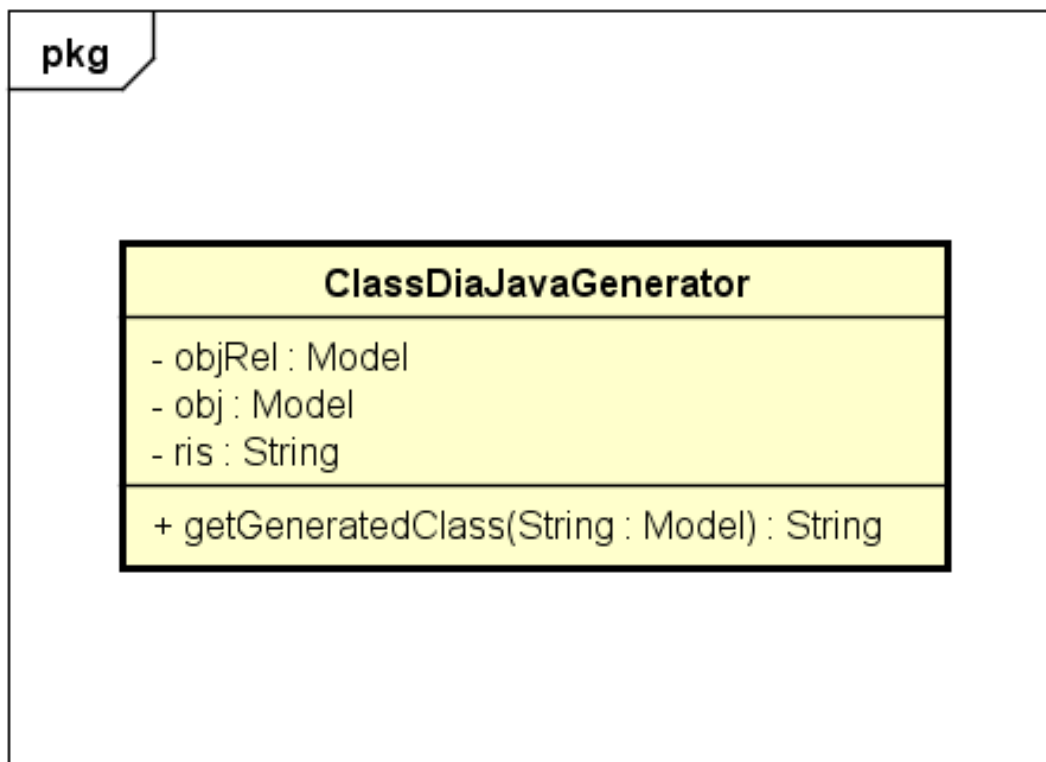 pkg
ClassDiaJavaGenerator
- objRel : Model
- obj : Model
- ris : String
+ getGeneratedClass(String : Model) : String